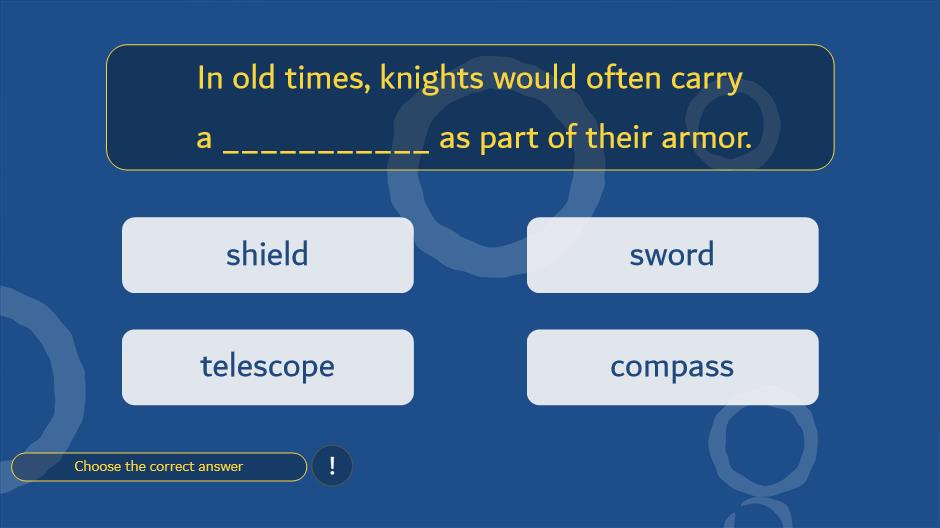 In old times, knights would often carry
a ___________ as part of their armor.
shield
sword
telescope
compass
Choose the correct answer
!